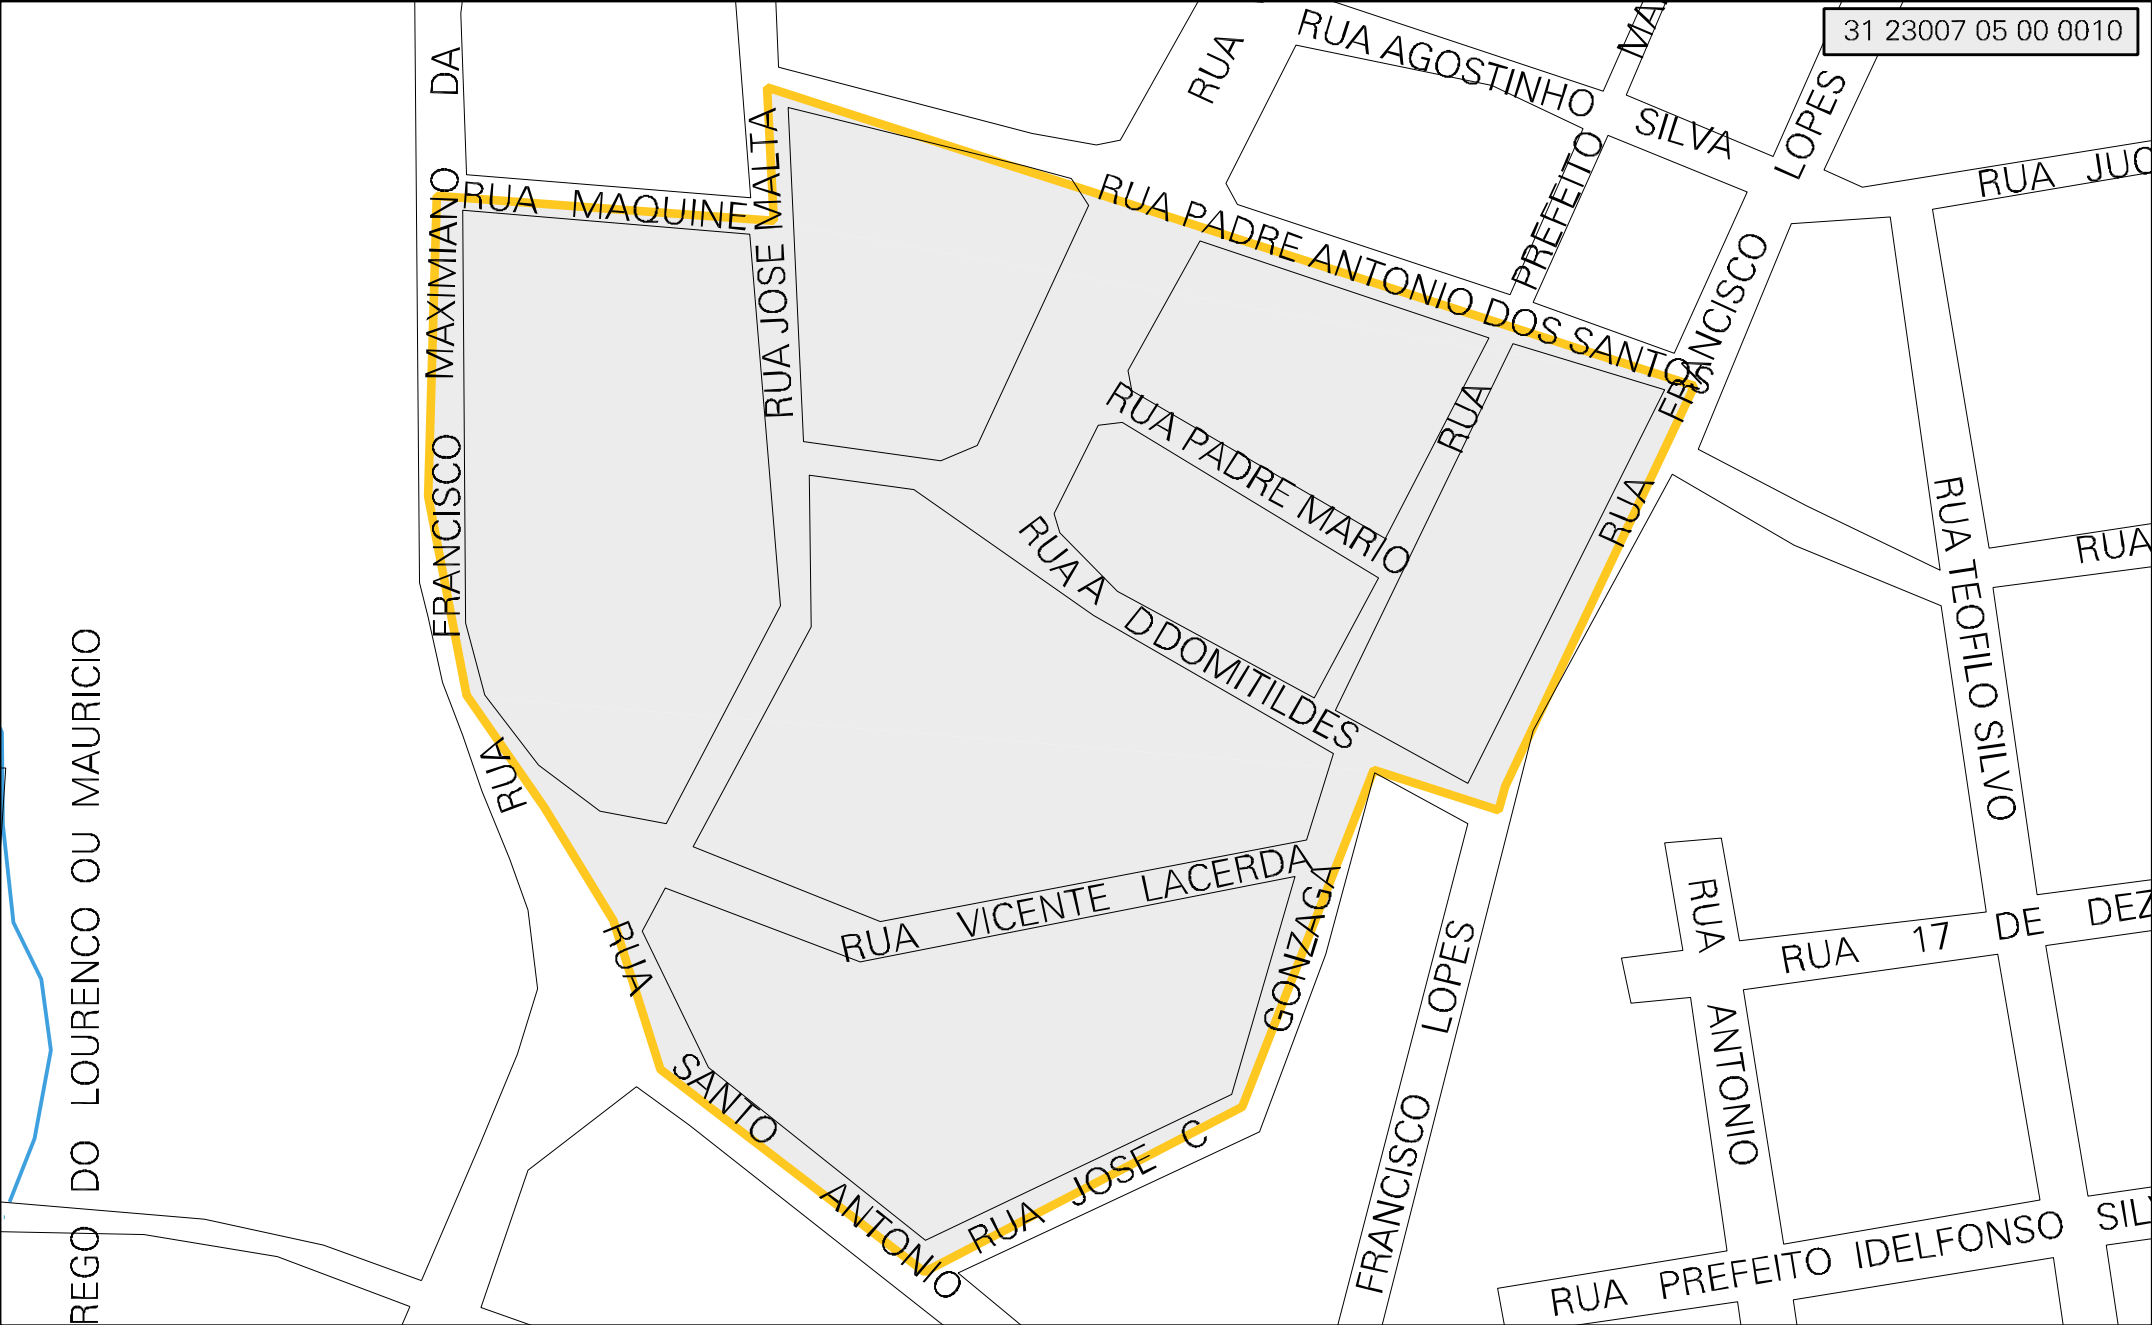 31 23007 05 00 0010
RUA AGOSTINHO SILVA
RUA
PREFEITO
RUA FRANCISCO LOPES
RUA
RUA FRANCISCO MAXIMIANO DA
RUA MAQUINE
RUA JOSE MALTA
RUA PADRE ANTONIO DOS SANTOS
RUA
RUA PADRE MARIO
RUA A DDOMITILDES
RUA TEOFILO SILVO
RUA
REGO DO LOURENCO OU MAURICIO
RUA VICENTE LACERDA
RUA SANTO ANTONIO
RUA JOSE C GONZAGA
FRANCISCO LOPES
RUA ANTONIO
RUA 17 DE
RUA PREFEITO IDELFONSO